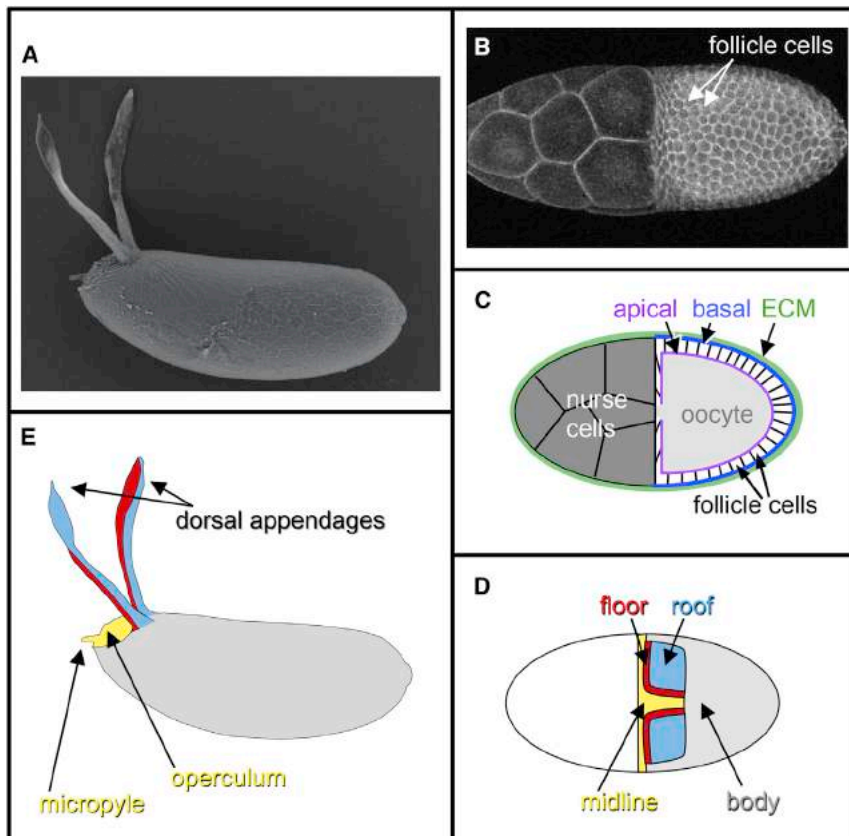 A
B
follicle cells
C
apical basal ECM
nurse
cells
oocyte
follicle cells
E
dorsal appendages
operculum
micropyle
D
floor roof
midline body